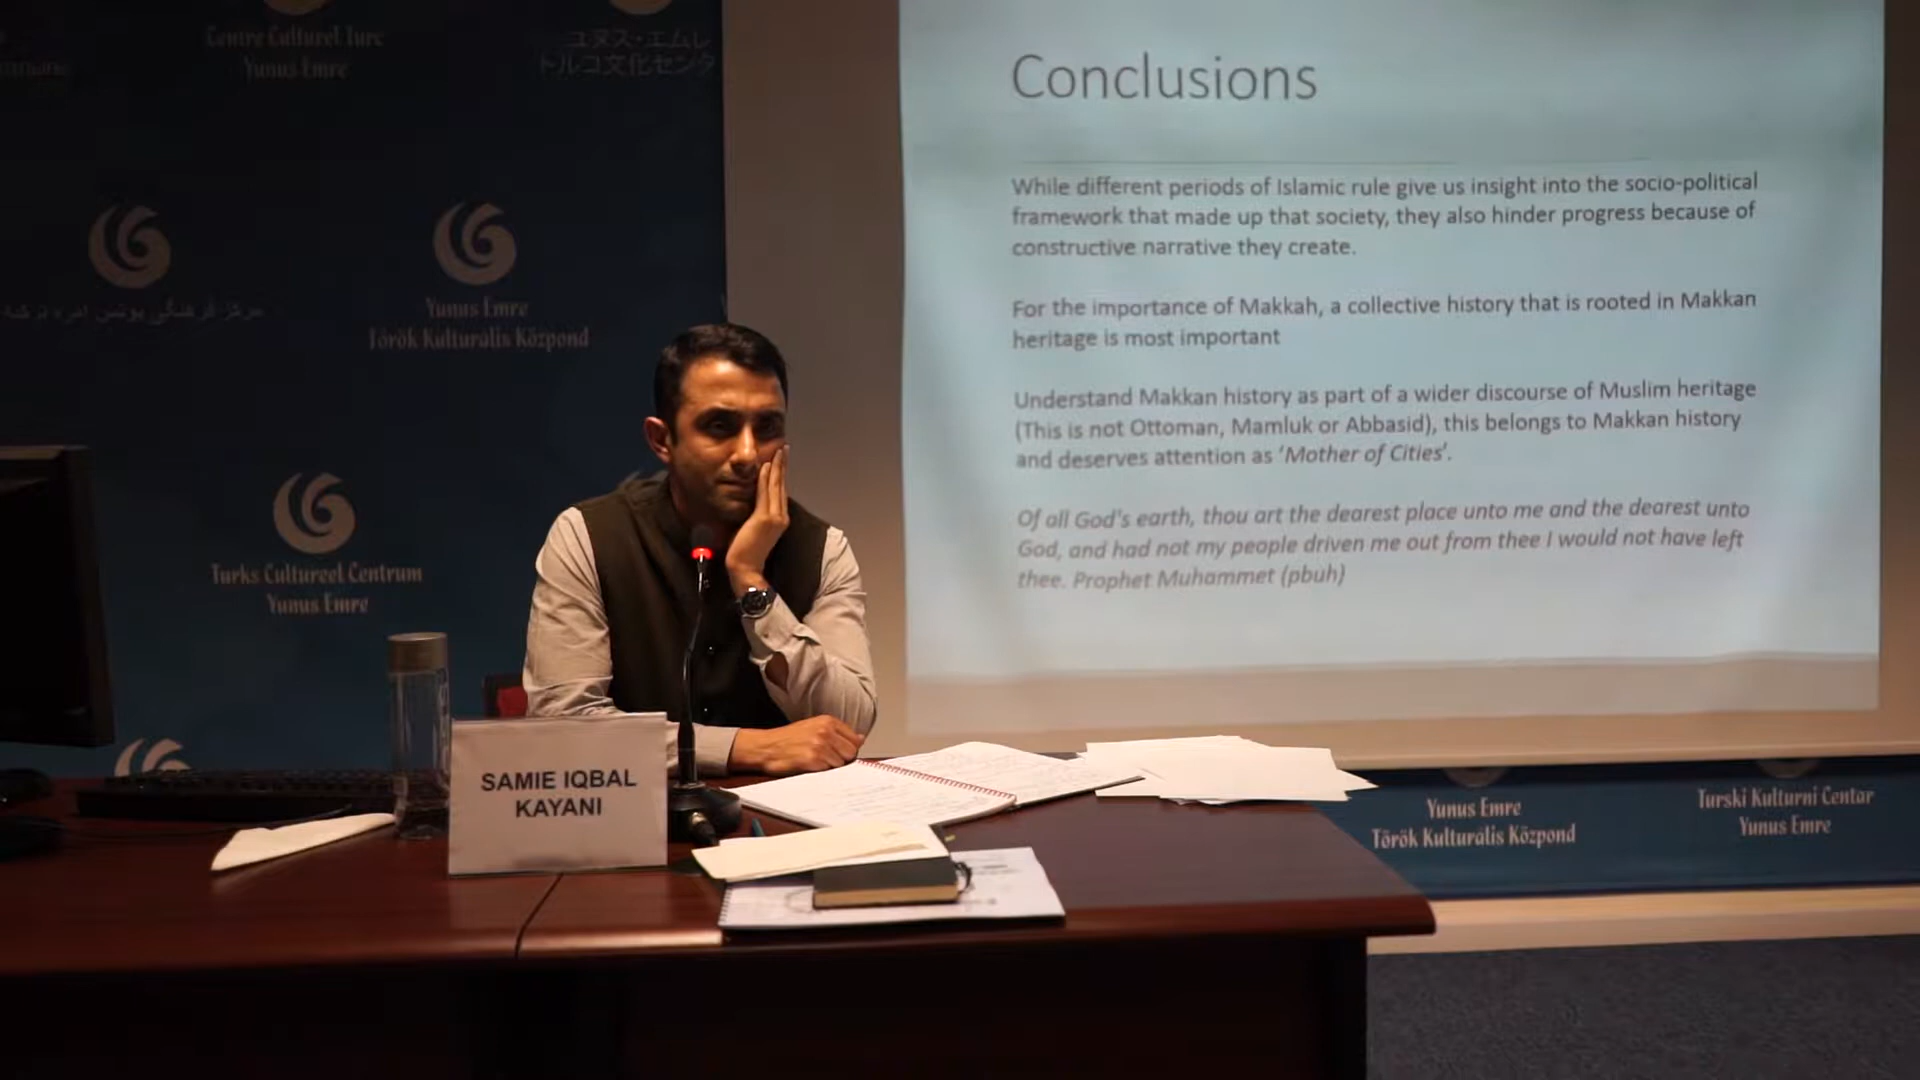 Centre Culturel Turc
Yunus Emre
ユヌス・エムレ
トルコ文化センタ
Yunus Emre
Török Kulturális Központ
Turks Cultureel Centrum
Yunus Emre
SAMIE IQBAL
KAYANI
Conclusions
While different periods of Islamic rule give us insight into the socio-political
framework that made up that society, they also hinder progress because of
constructive narrative they create.
For the importance of Makkah, a collective history that is rooted in Makkan
heritage is most important
Understand Makkan history as part of a wider discourse of Muslim heritage
(This is not Ottoman, Mamluk or Abbasid), this belongs to Makkan history
and deserves attention as ‘Mother of Cities’.
Of all God's earth, thou art the dearest place unto me and the dearest unto
God, and had not my people driven me out from thee I would not have left
thee. Prophet Muhammet (pbuh)
Yunus Emre
Török Kulturális Központ
Turski Kulturni Centar
Yunus Emre